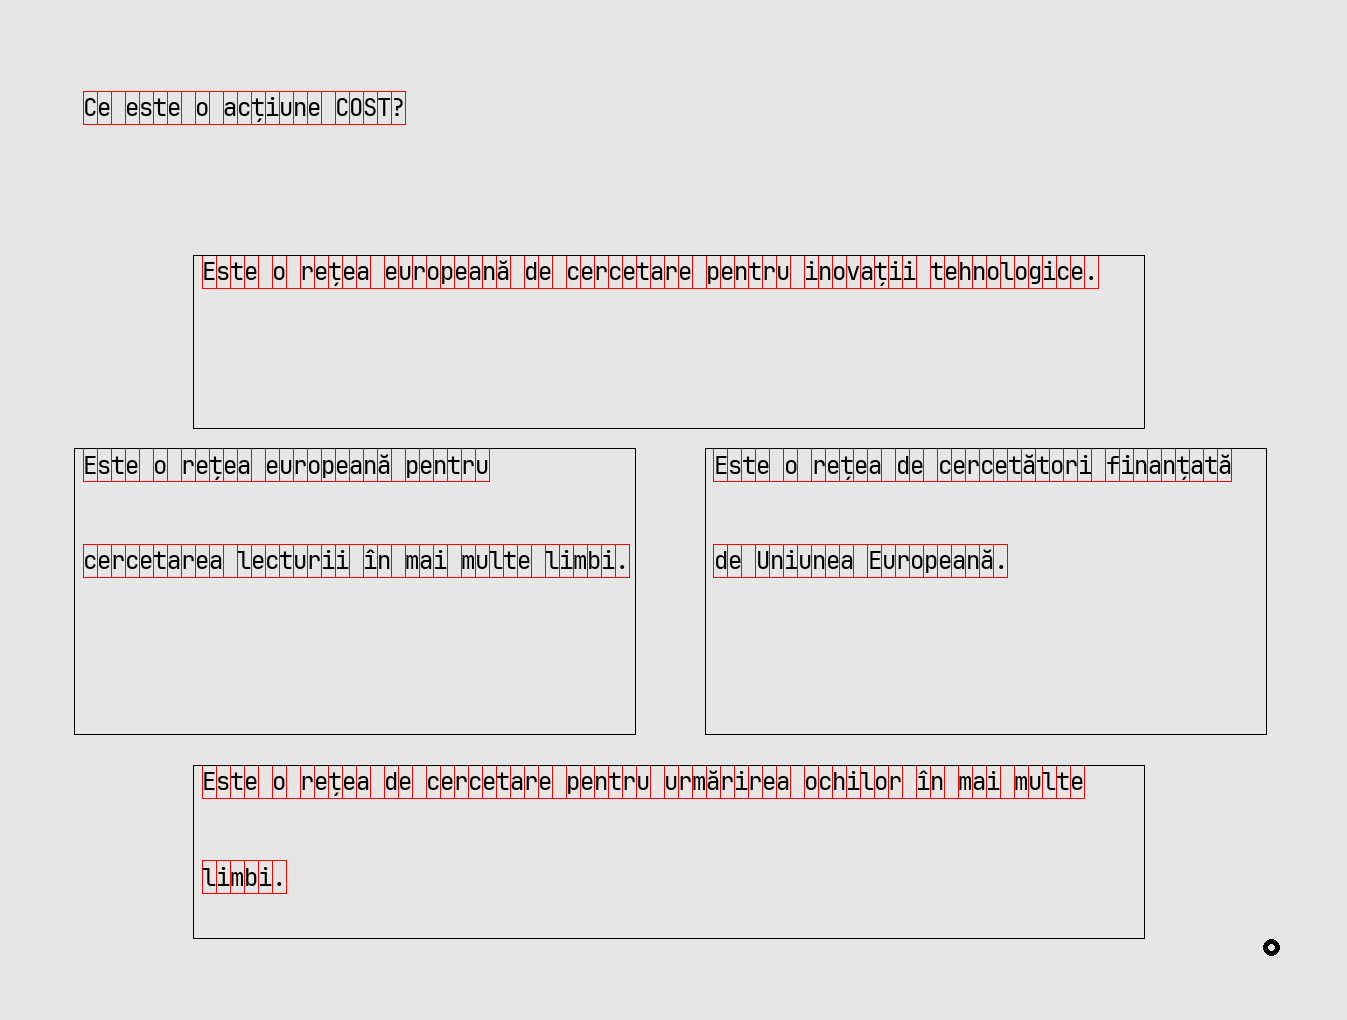 Ce este o acțiune COST?
Este o rețea europeană de cercetare pentru inovații tehnologice.
Este o rețea europeană pentru
cercetarea lecturii în mai multe limbi.
Este o rețea de cercetători finanțată
de Uniunea Europeană.
Este o rețea de cercetare pentru urmărirea ochilor în mai multe
limbi.